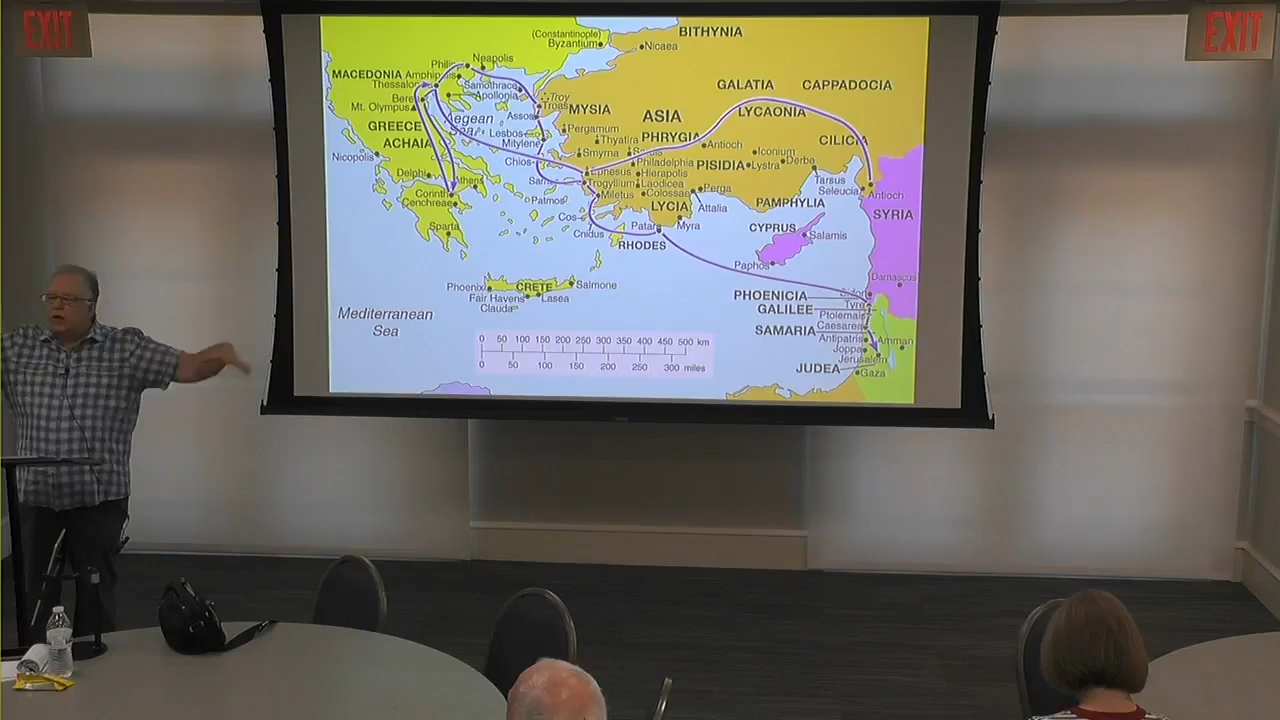 EXIT
EXIT
(Constantinople)
Byzantium
BITHYNIA
Nicaea
Neapolis
MACEDONIA
Amphipolis
Samothrace
Apollonia
Mt. Olympus
Troy
Troas
MYSIA
GALATIA
CAPPADOCIA
Aegean
Sea
Assos
ASIA
LYCAONIA
GREECE
ACHAIA
Lesbos
Mitylene
Pergamum
Thyatira
PHRYGIA
Antioch
Iconium
CILICIA
Nicopolis
Chios
Smyrna
Philadelphia
PISIDIA
Lystra
Derbe
Delphi
Athens
Ephesus
Hierapolis
Tarsus
Seleucia
Antioch
Corinth
Cenchreae
Trogyllium
Laodicea
Miletus
Colossae
Perga
Patmos
LYCIA
Attalia
PAMPHYLIA
SYRIA
Sparta
Cos
Cnidus
Patara
Myra
RHODES
CYPRUS
Salamis
Paphos
Damascus
Phoenix
CRETE
Salmone
Fair Havens
Lasea
Clauda
PHOENICIA
Sidon
Tyre
GALILEE
Ptolemais
Mediterranean
Sea
SAMARIA
Caesarea
Antipatris
Amman
Joppa
Jerusalem
JUDEA
Gaza
0 50 100 150 200 250 300 350 400 450 500 km
0 50 100 150 200 250 300 miles